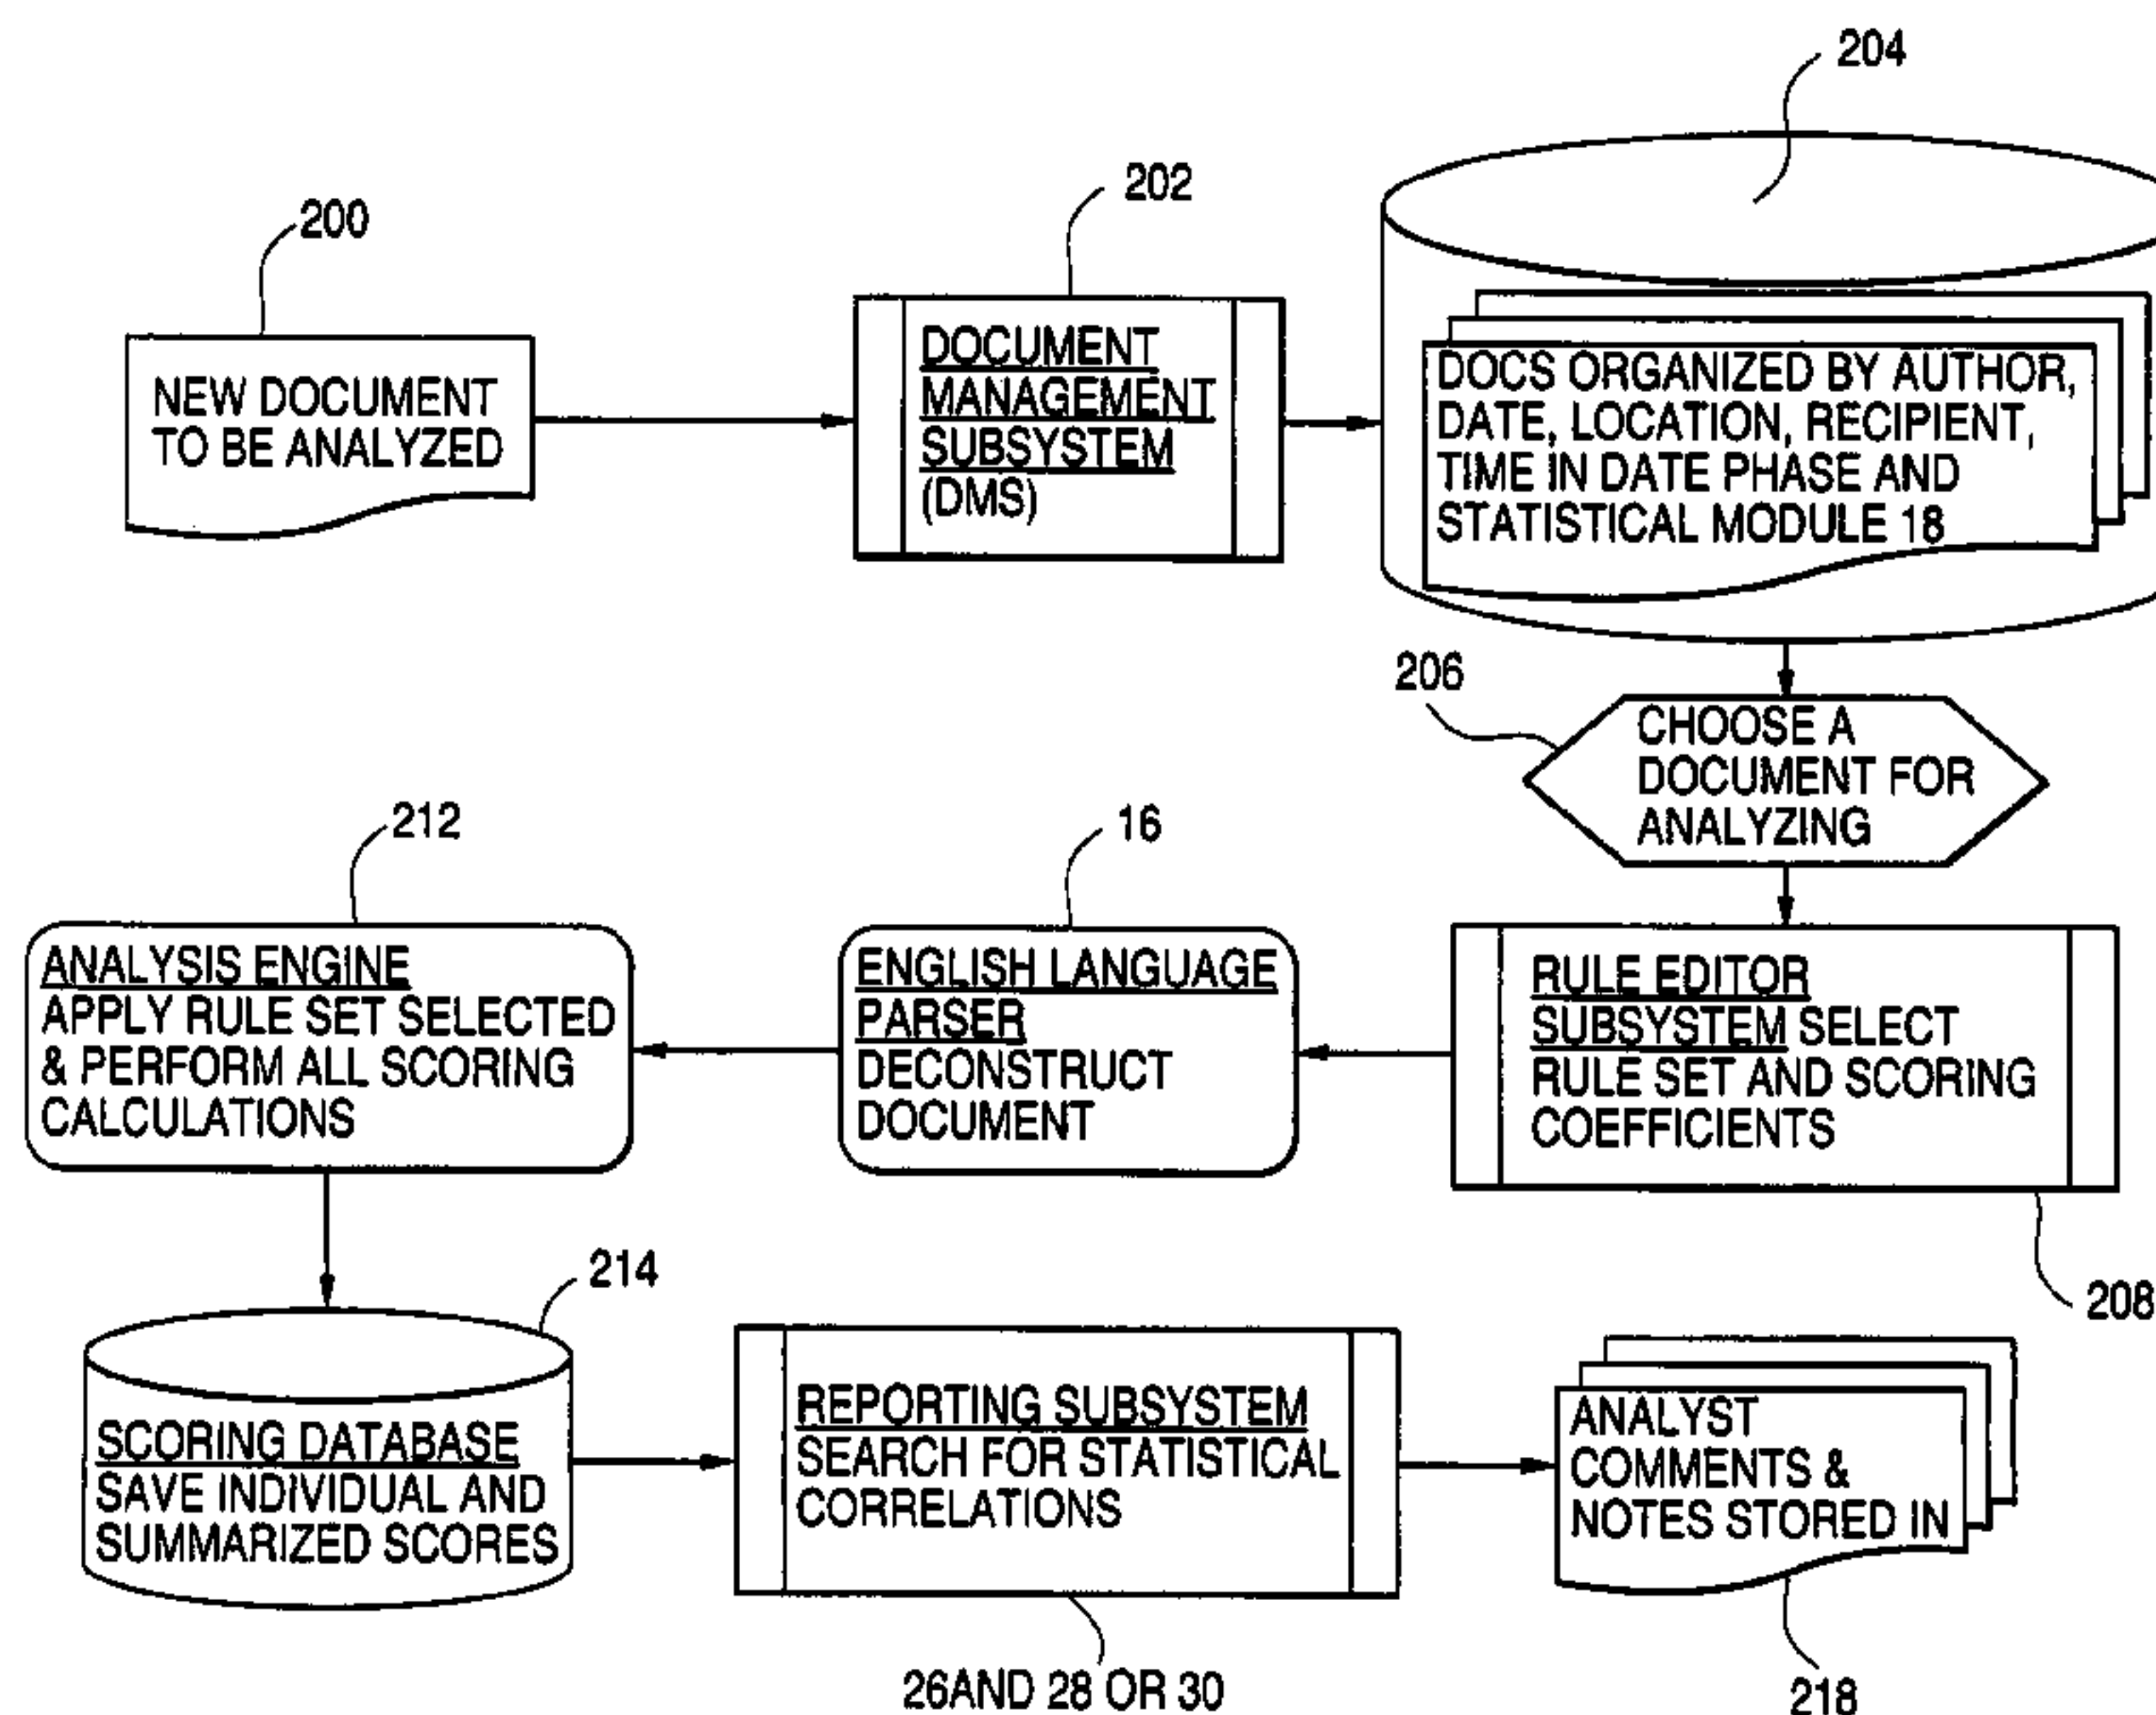 200
NEW DOCUMENT
TO BE ANALYZED
202
DOCUMENT
MANAGEMENT
SUBSYSTEM
(DMS)
204
DOCS ORGANIZED BY AUTHOR,
DATE, LOCATION, RECIPIENT,
TIME IN DATE PHASE AND
STATISTICAL MODULE 18
206
CHOOSE A
DOCUMENT FOR
ANALYZING
RULE EDITOR
SUBSYSTEM SELECT
RULE SET AND SCORING
COEFFICIENTS
208
16
ENGLISH LANGUAGE
PARSER
DECONSTRUCT
DOCUMENT
212
ANALYSIS ENGINE
APPLY RULE SET SELECTED
& PERFORM ALL SCORING
CALCULATIONS
214
SCORING DATABASE
SAVE INDIVIDUAL AND
SUMMARIZED SCORES
REPORTING SUBSYSTEM
SEARCH FOR STATISTICAL
CORRELATIONS
26AND 28 OR 30
ANALYST
COMMENTS &
NOTES STORED IN
218